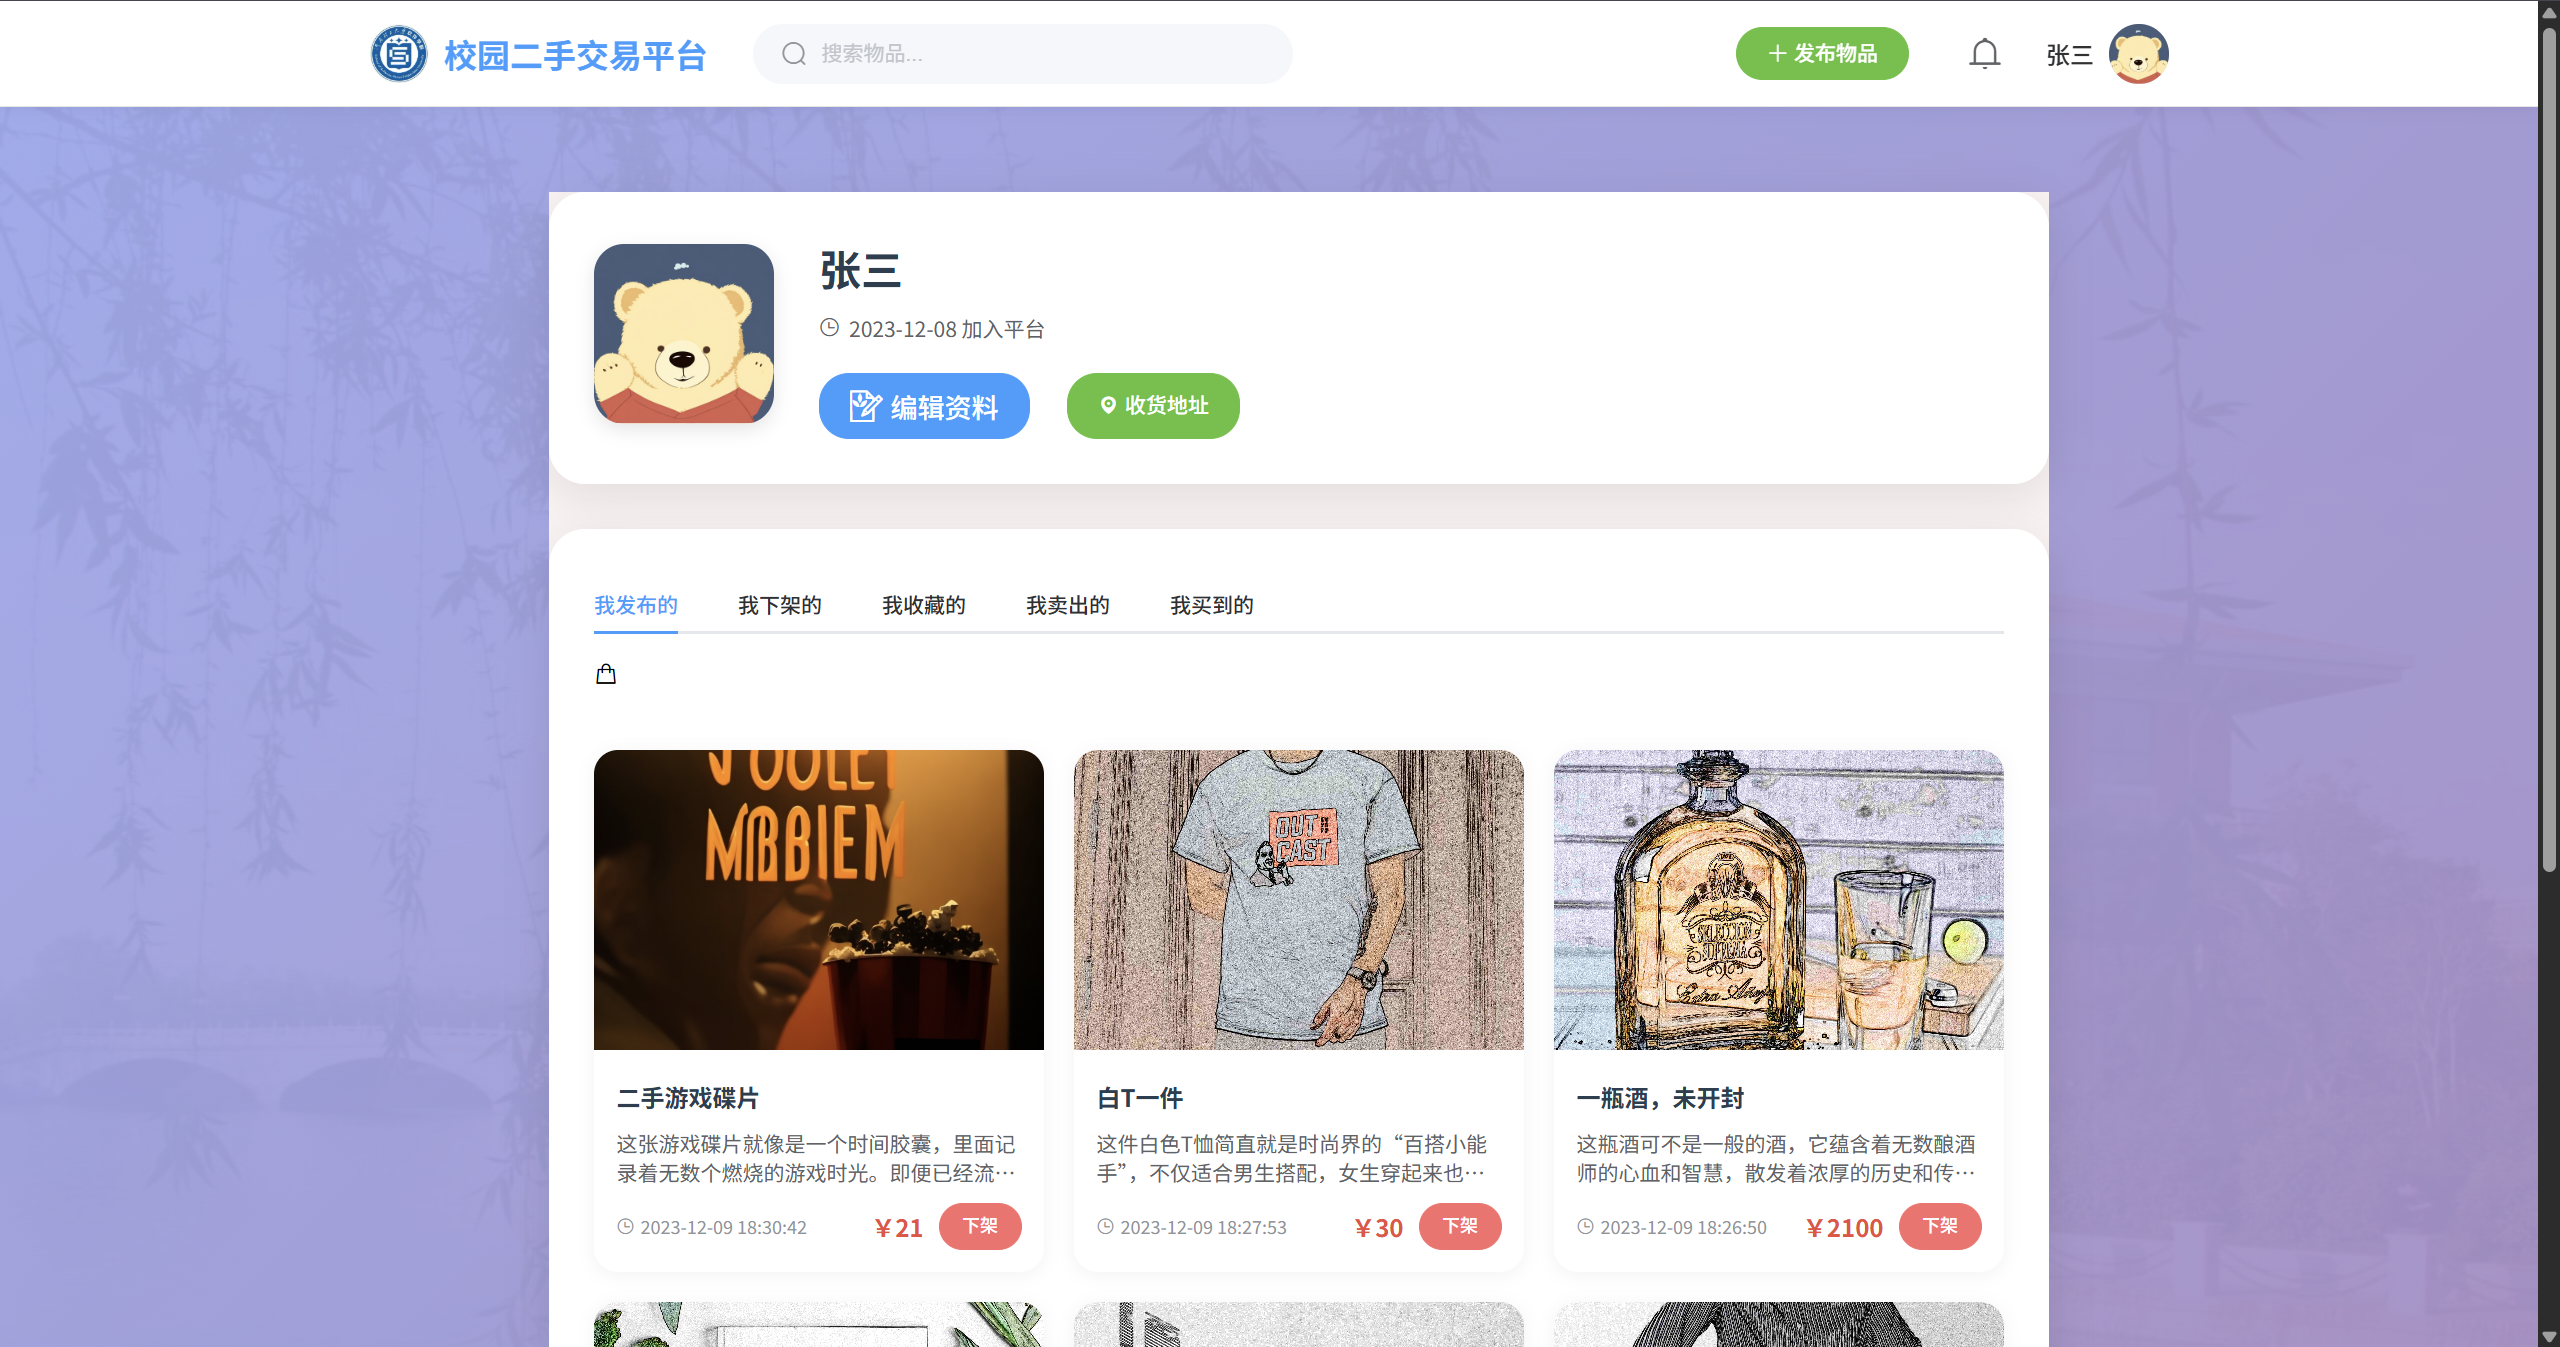 校园二手交易平台
搜索物品...
发布物品
张三
张三
2023-12-08 加入平台
编辑资料
收货地址
我发布的
我下架的
我收藏的
我卖出的
我买到的
MBBIEM
OUT
CAST
SELECCION
SUPREMA
Extra Añejo
二手游戏碟片
这张游戏碟片就像是一个时间胶囊，里面记
录着无数个燃烧的游戏时光。即便已经流…
2023-12-09 18:30:42
￥21
下架
白T一件
这件白色T恤简直就是时尚界的“百搭小能
手”，不仅适合男生搭配，女生穿起来也…
2023-12-09 18:27:53
￥30
下架
一瓶酒，未开封
这瓶酒可不是一般的酒，它蕴含着无数酿酒
师的心血和智慧，散发着浓厚的历史和传…
2023-12-09 18:26:50
￥2100
下架